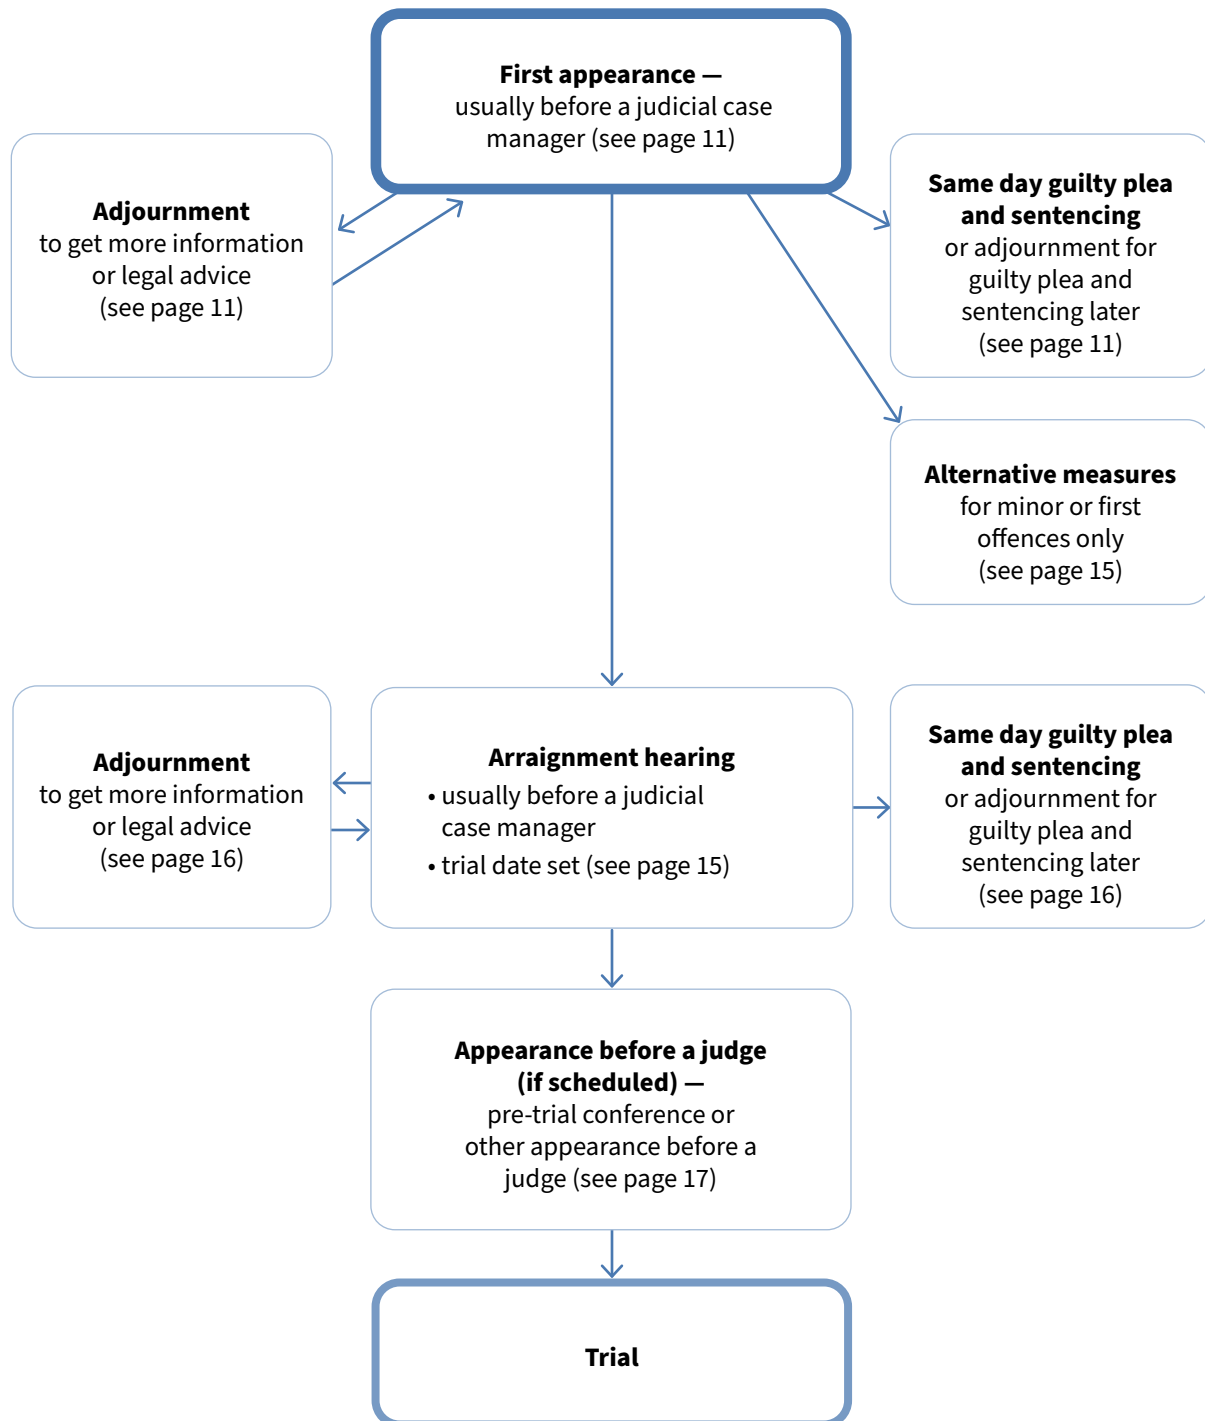 First appearance —
usually before a judicial case
manager (see page 11)
Adjournment
to get more information
or legal advice
(see page 11)
Same day guilty plea
and sentencing
or adjournment for
guilty plea and
sentencing later
(see page 11)
Alternative measures
for minor or first
offences only
(see page 15)
Adjournment
to get more information
or legal advice
(see page 16)
Arraignment hearing
• usually before a judicial
case manager
• trial date set (see page 15)
Same day guilty plea
and sentencing
or adjournment for
guilty plea and
sentencing later
(see page 16)
Appearance before a judge
(if scheduled) —
pre-trial conference or
other appearance before a
judge (see page 17)
Trial